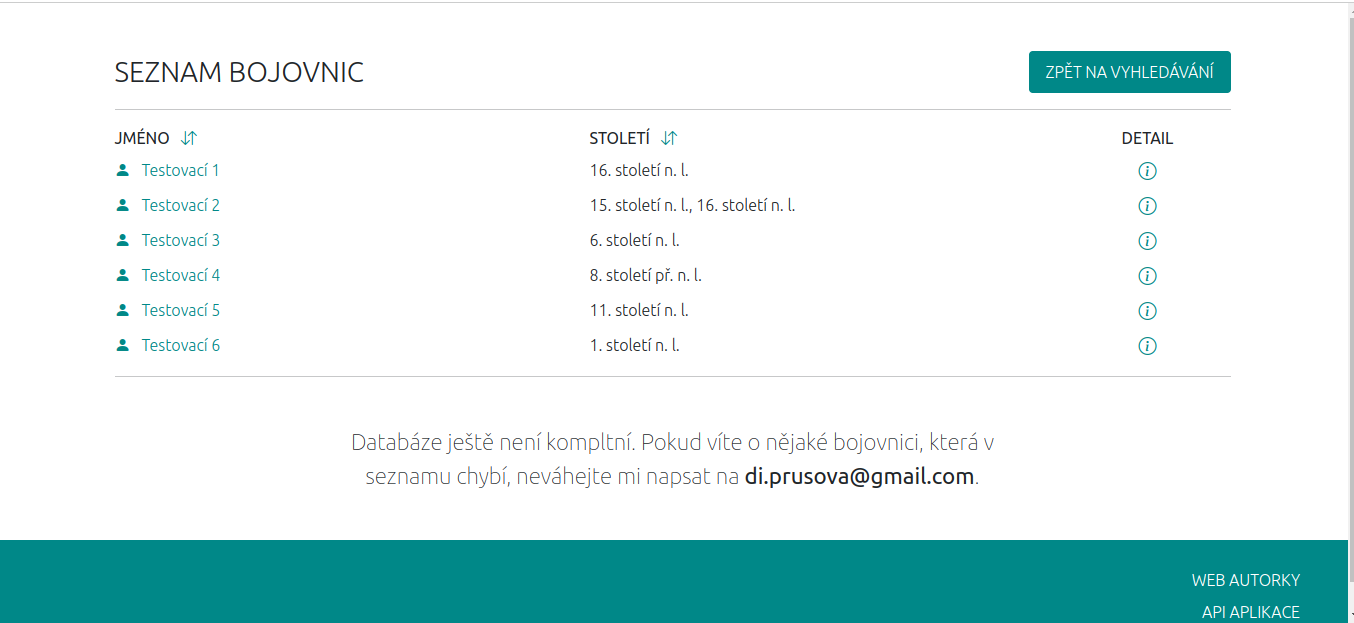 SEZNAM BOJOVNIC
ZPĚT NA VYHLEDÁVÁNÍ
JMÉNO STOLETÍ DETAIL
Testovací 1 16. století n. l.
Testovací 2 15. století n. l., 16. století n. l.
Testovací 3 6. století n. l.
Testovací 4 8. století př. n. l.
Testovací 5 11. století n. l.
Testovací 6 1. století n. l.
Databáze ještě není kompltní. Pokud víte o nějaké bojovnici, která v
seznamu chybí, neváhejte mi napsat na di.prusova@gmail.com.
WEB AUTORKY
API APLIKACE